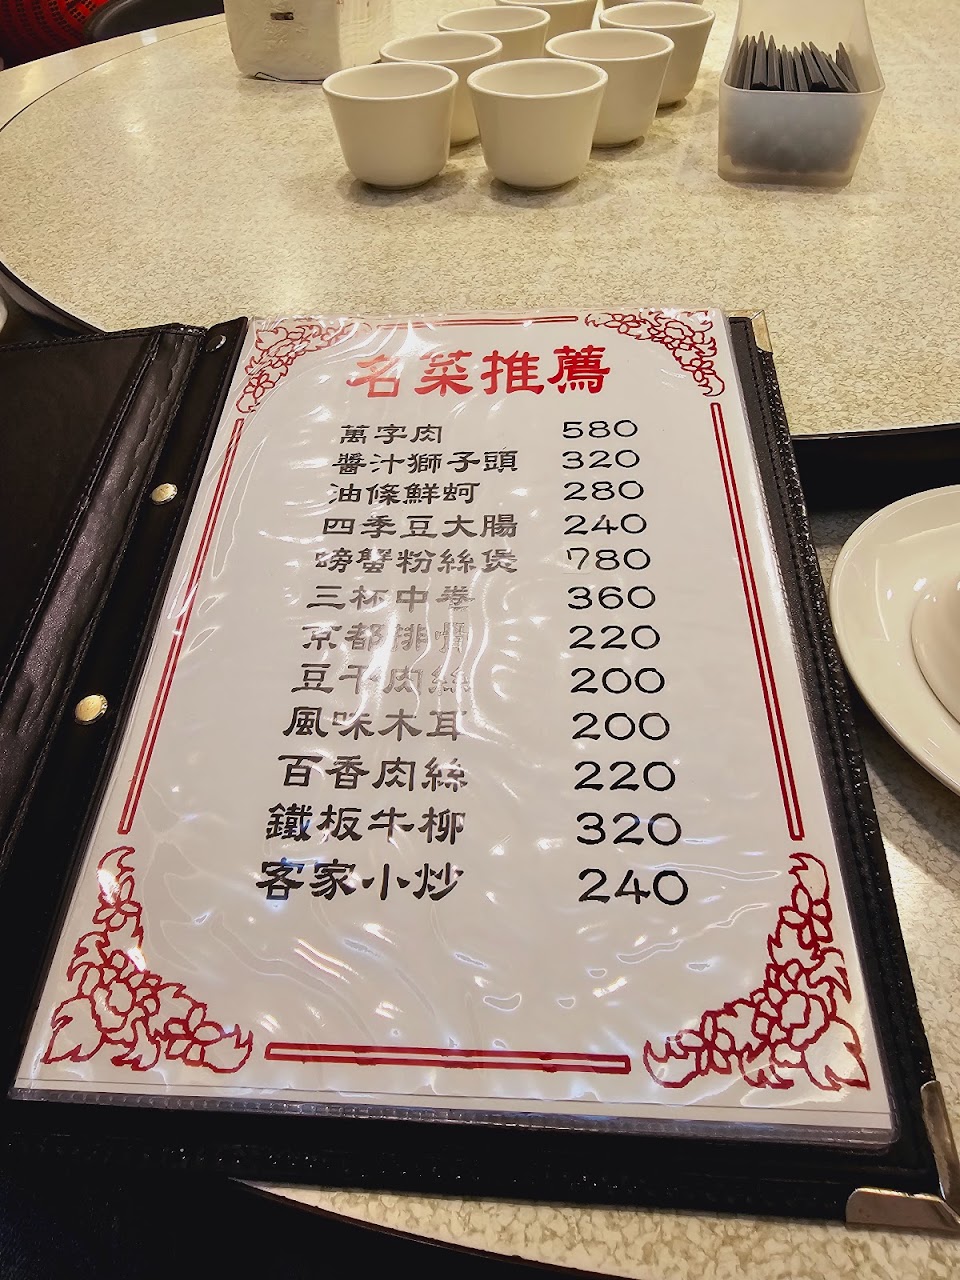 名菜推薦
萬字肉 580
醬汁獅子頭 320
油條鮮蚵 280
四季豆大腸 240
螃蟹粉絲煲 780
三杯中卷 360
京都排骨 220
豆干肉絲 200
風味木耳 200
百香肉絲 220
鐵板牛柳 320
客家小炒 240